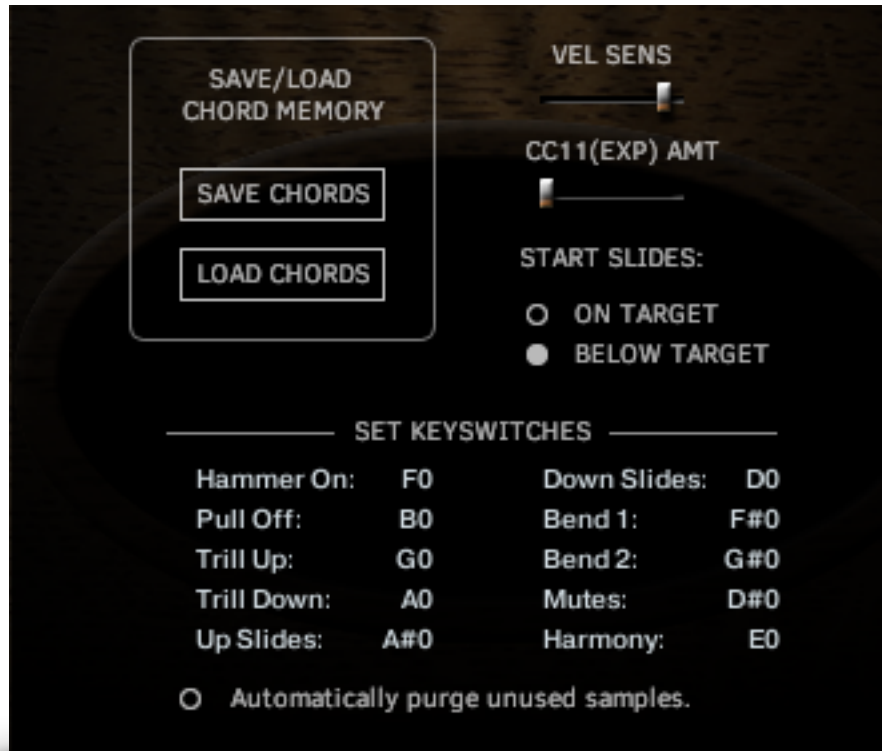 SAVE/LOAD
CHORD MEMORY
SAVE CHORDS
LOAD CHORDS
VEL SENS
CC11(EXP) AMT
START SLIDES:
ON TARGET
BELOW TARGET
SET KEYSWITCHES
Hammer On: F0
Pull Off: B0
Trill Up: G0
Trill Down: A0
Up Slides: A#0
Down Slides: D0
Bend 1: F#0
Bend 2: G#0
Mutes: D#0
Harmony: E0
Automatically purge unused samples.